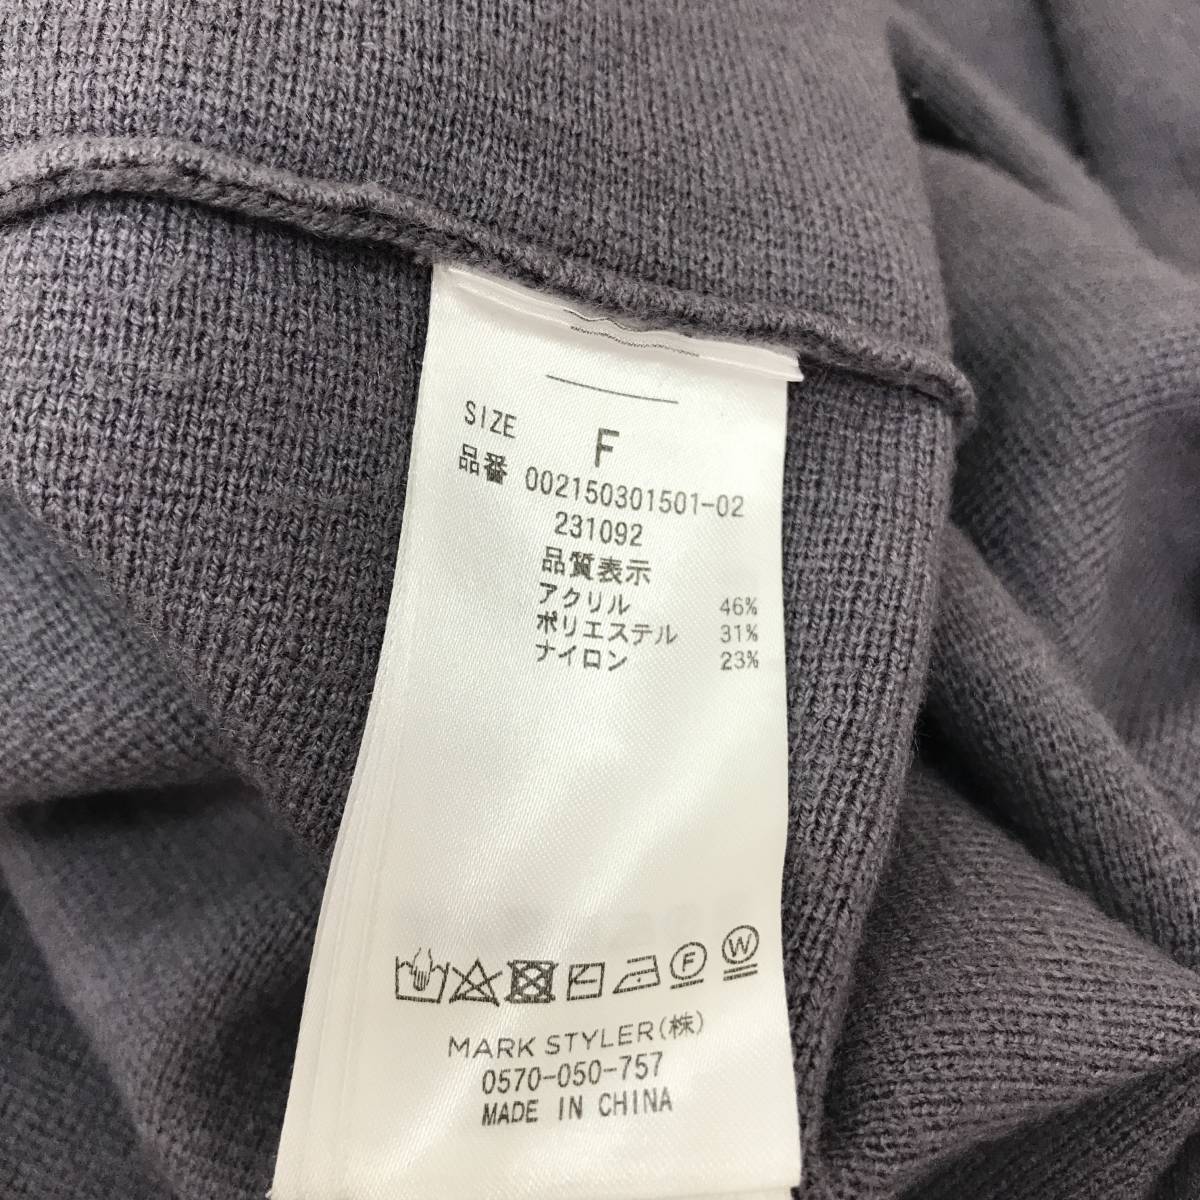 SIZE F
品番 002150301501-02
231092
品質表示
アクリル 46%
ポリエステル 31%
ナイロン 23%
F W
MARK STYLER(株)
0570-050-757
MADE IN CHINA